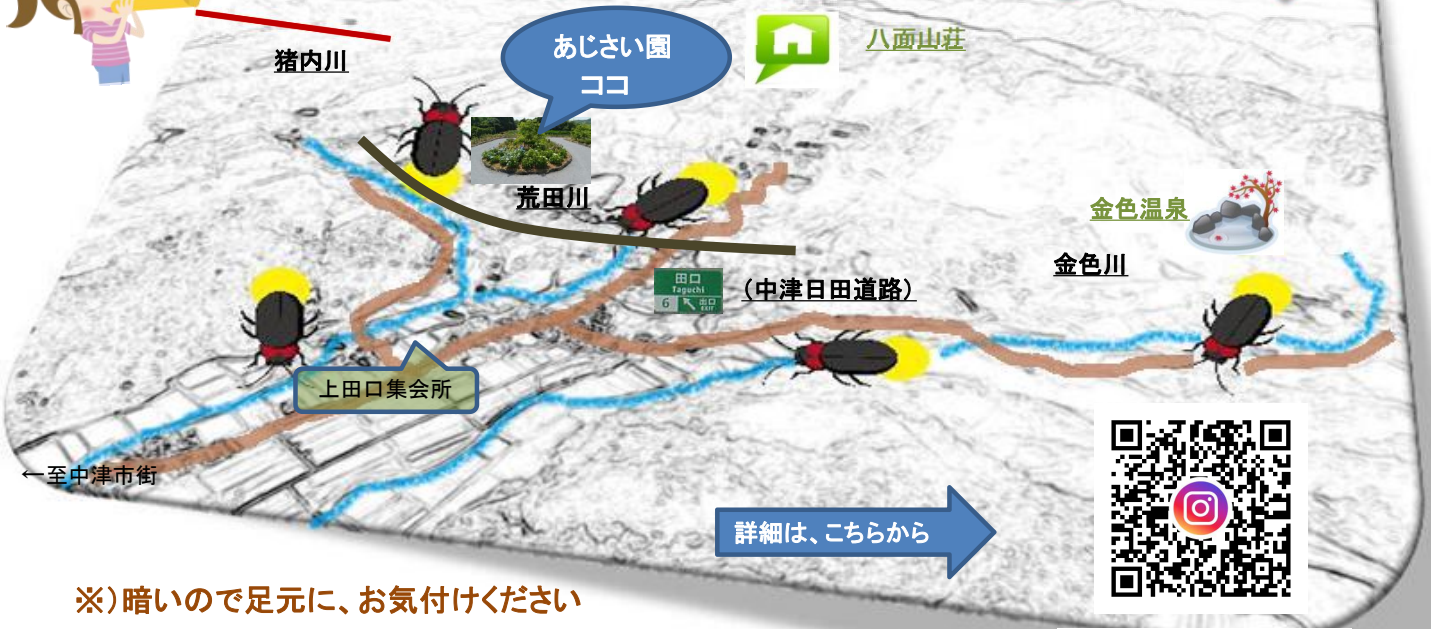 あじさい園
ココ
八面山荘
猪内川
荒田川
金色温泉
金色川
田口
Taguchi
6
出口
EXIT
（中津日田道路）
上田口集会所
←至中津市街
詳細は、こちらから
※）暗いので足元に、お気付けください